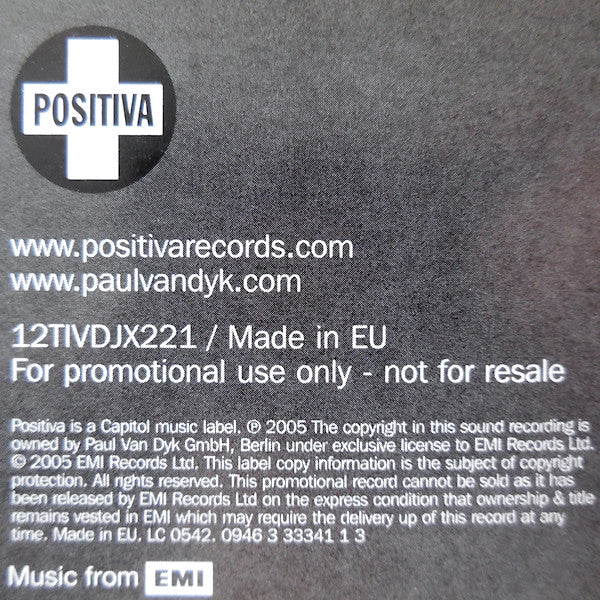 POSITIVA
www.positivarecords.com
www.paulvandyk.com
12TIVDJX221 / Made in EU
For promotional use only - not for resale
Positiva is a Capitol music label. ℗ 2005 The copyright in this sound recording is
owned by Paul Van Dyk GmbH, Berlin under exclusive license to EMI Records Ltd.
© 2005 EMI Records Ltd. This label copy information is the subject of copyright
protection. All rights reserved. This promotional record cannot be sold as it has
been released by EMI Records Ltd on the express condition that ownership & title
remains vested in EMI which may require the delivery up of this record at any
time. Made in EU. LC 0542. 0946 3 33341 1 3
Music from EMI